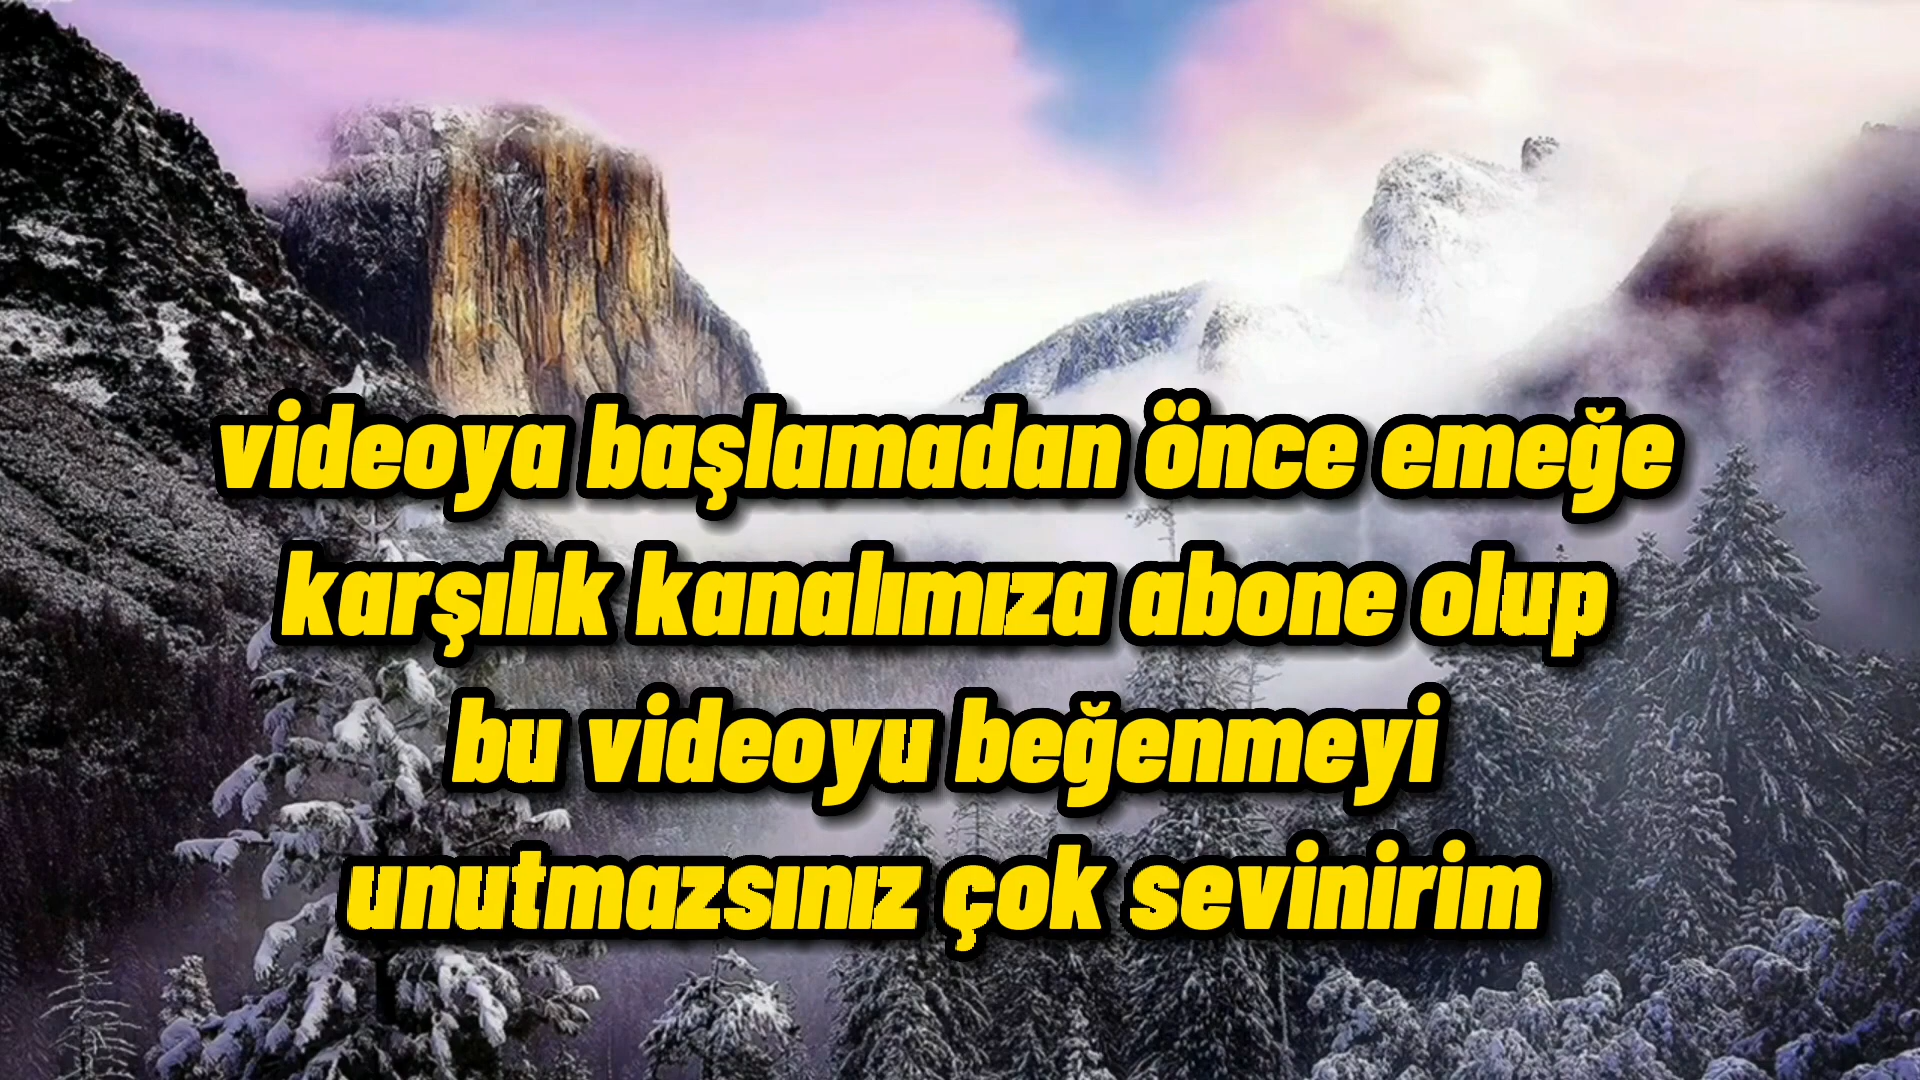 videoya başlamadan önce emeğe
karşılık kanalımıza abone olup
bu videoyu beğenmeyi
unutmazsınız çok sevinirim